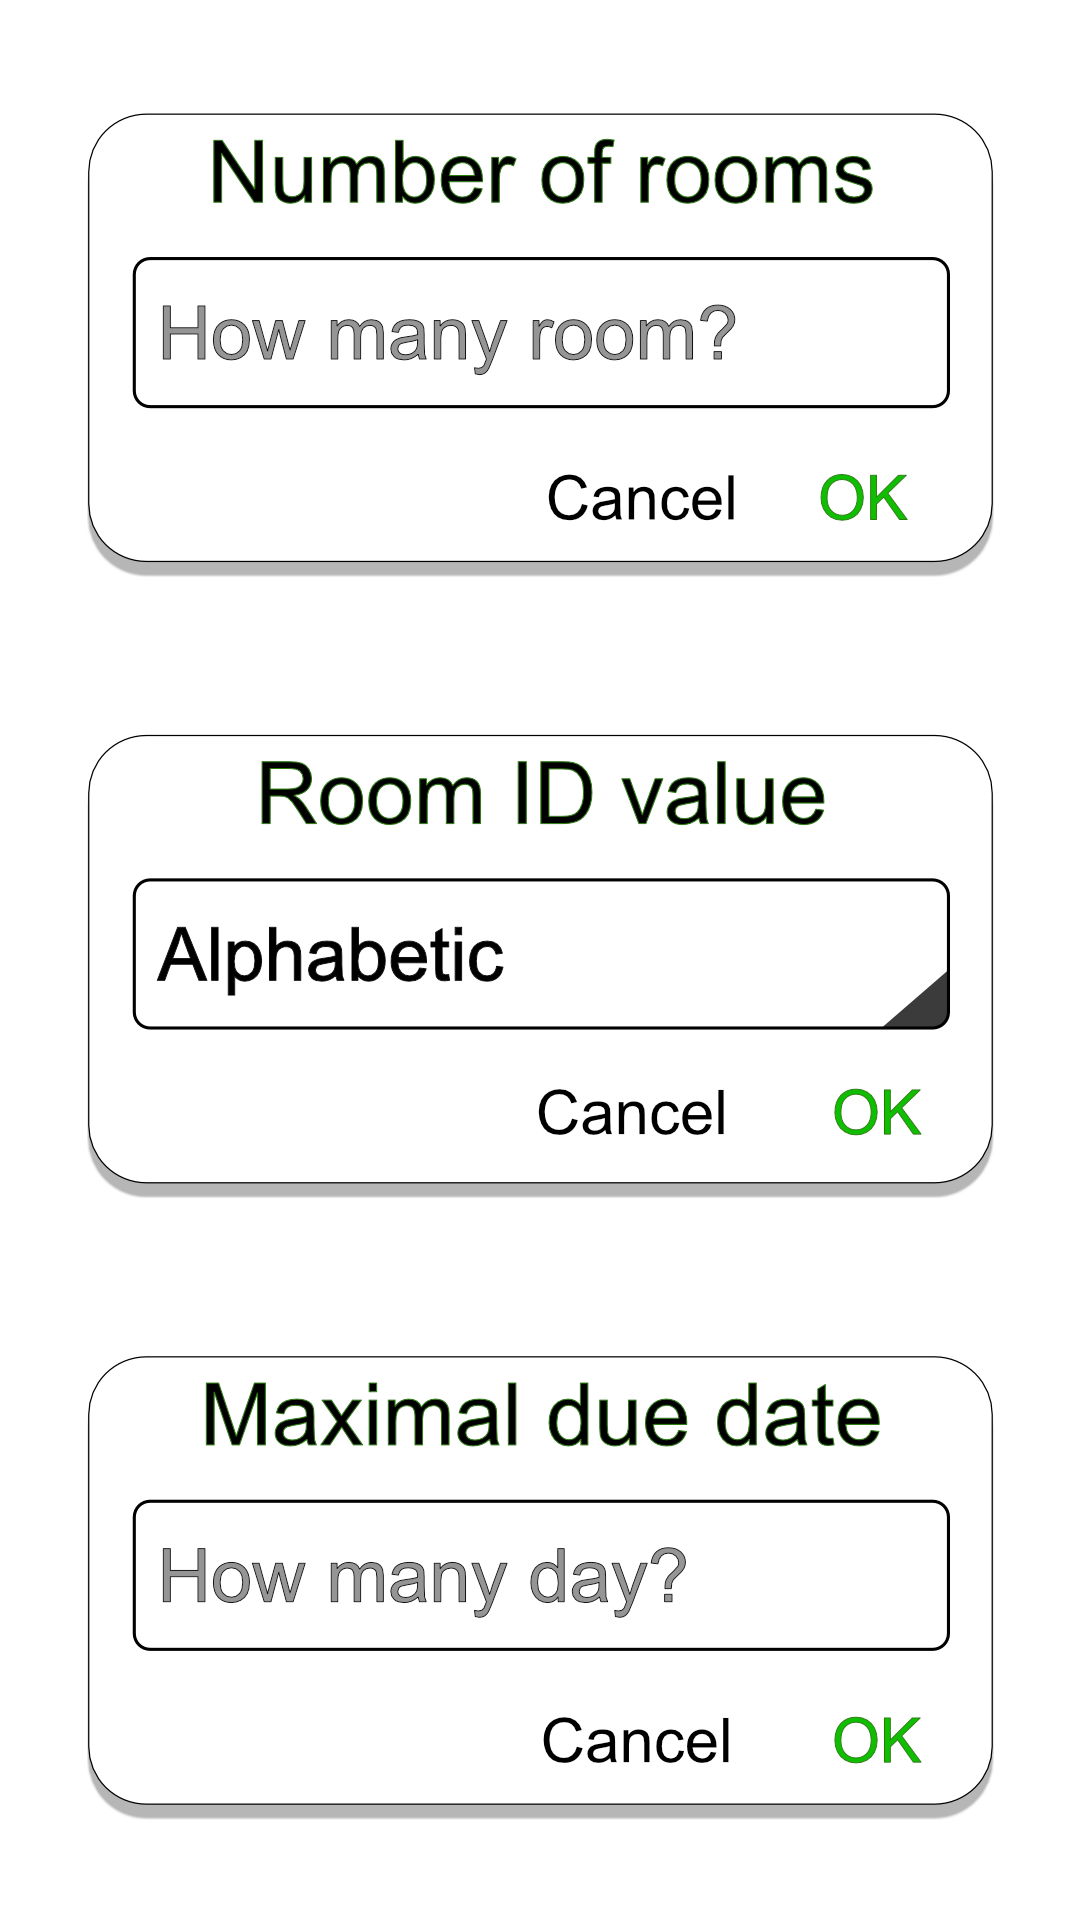 Number of rooms
How many room?
Cancel OK
Room ID value
Alphabetic
Cancel OK
Maximal due date
How many day?
Cancel OK